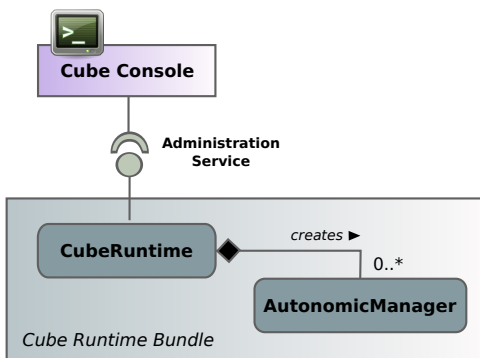 >_
Cube Console
Administration
Service
CubeRuntime
creates ►
0..*
AutonomicManager
Cube Runtime Bundle